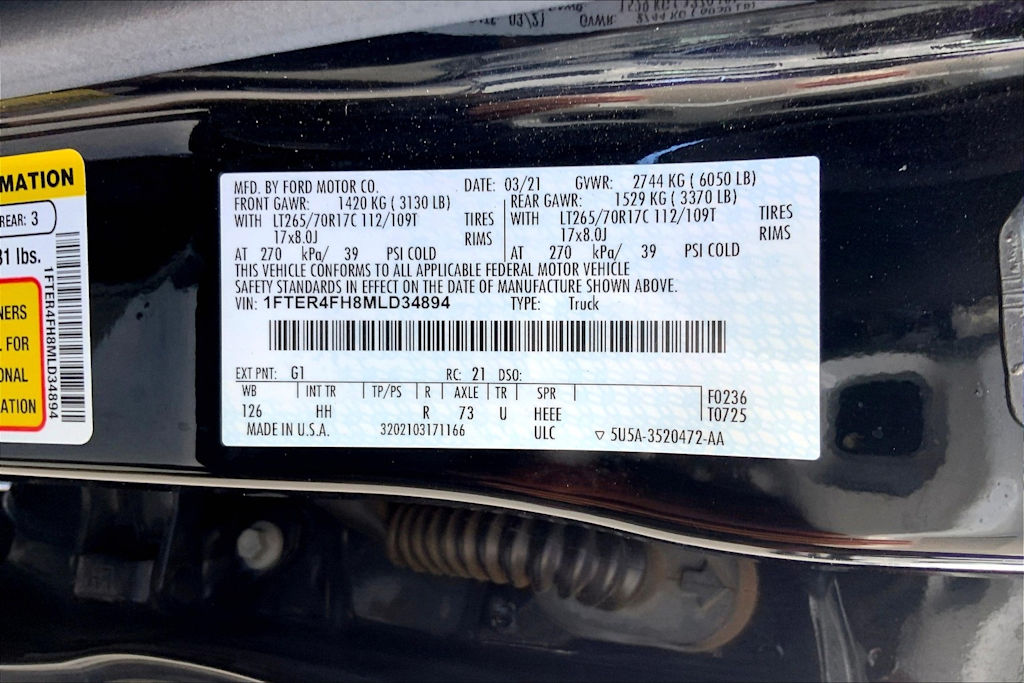 MATION
REAR: 3
31 lbs.
NERS
FOR
ONAL
ATION
1FTER4FH8MLD34894
MFD. BY FORD MOTOR CO. DATE: 03/21 GVWR: 2744 KG ( 6050 LB)
FRONT GAWR: 1420 KG ( 3130 LB) REAR GAWR: 1529 KG ( 3370 LB)
WITH LT265/70R17C 112/109T TIRES WITH LT265/70R17C 112/109T TIRES
17x8.0J RIMS 17x8.0J RIMS
AT 270 kPa/ 39 PSI COLD AT 270 kPa/ 39 PSI COLD
THIS VEHICLE CONFORMS TO ALL APPLICABLE FEDERAL MOTOR VEHICLE
SAFETY STANDARDS IN EFFECT ON THE DATE OF MANUFACTURE SHOWN ABOVE.
VIN: 1FTER4FH8MLD34894 TYPE: Truck
EXT PNT: G1 RC: 21 DSO:
WB INT TR TP/PS R AXLE TR SPR F0236
126 HH R 73 U HEEE T0725
MADE IN U.S.A. 3202103171166 ULC ▽ 5U5A-3520472-AA